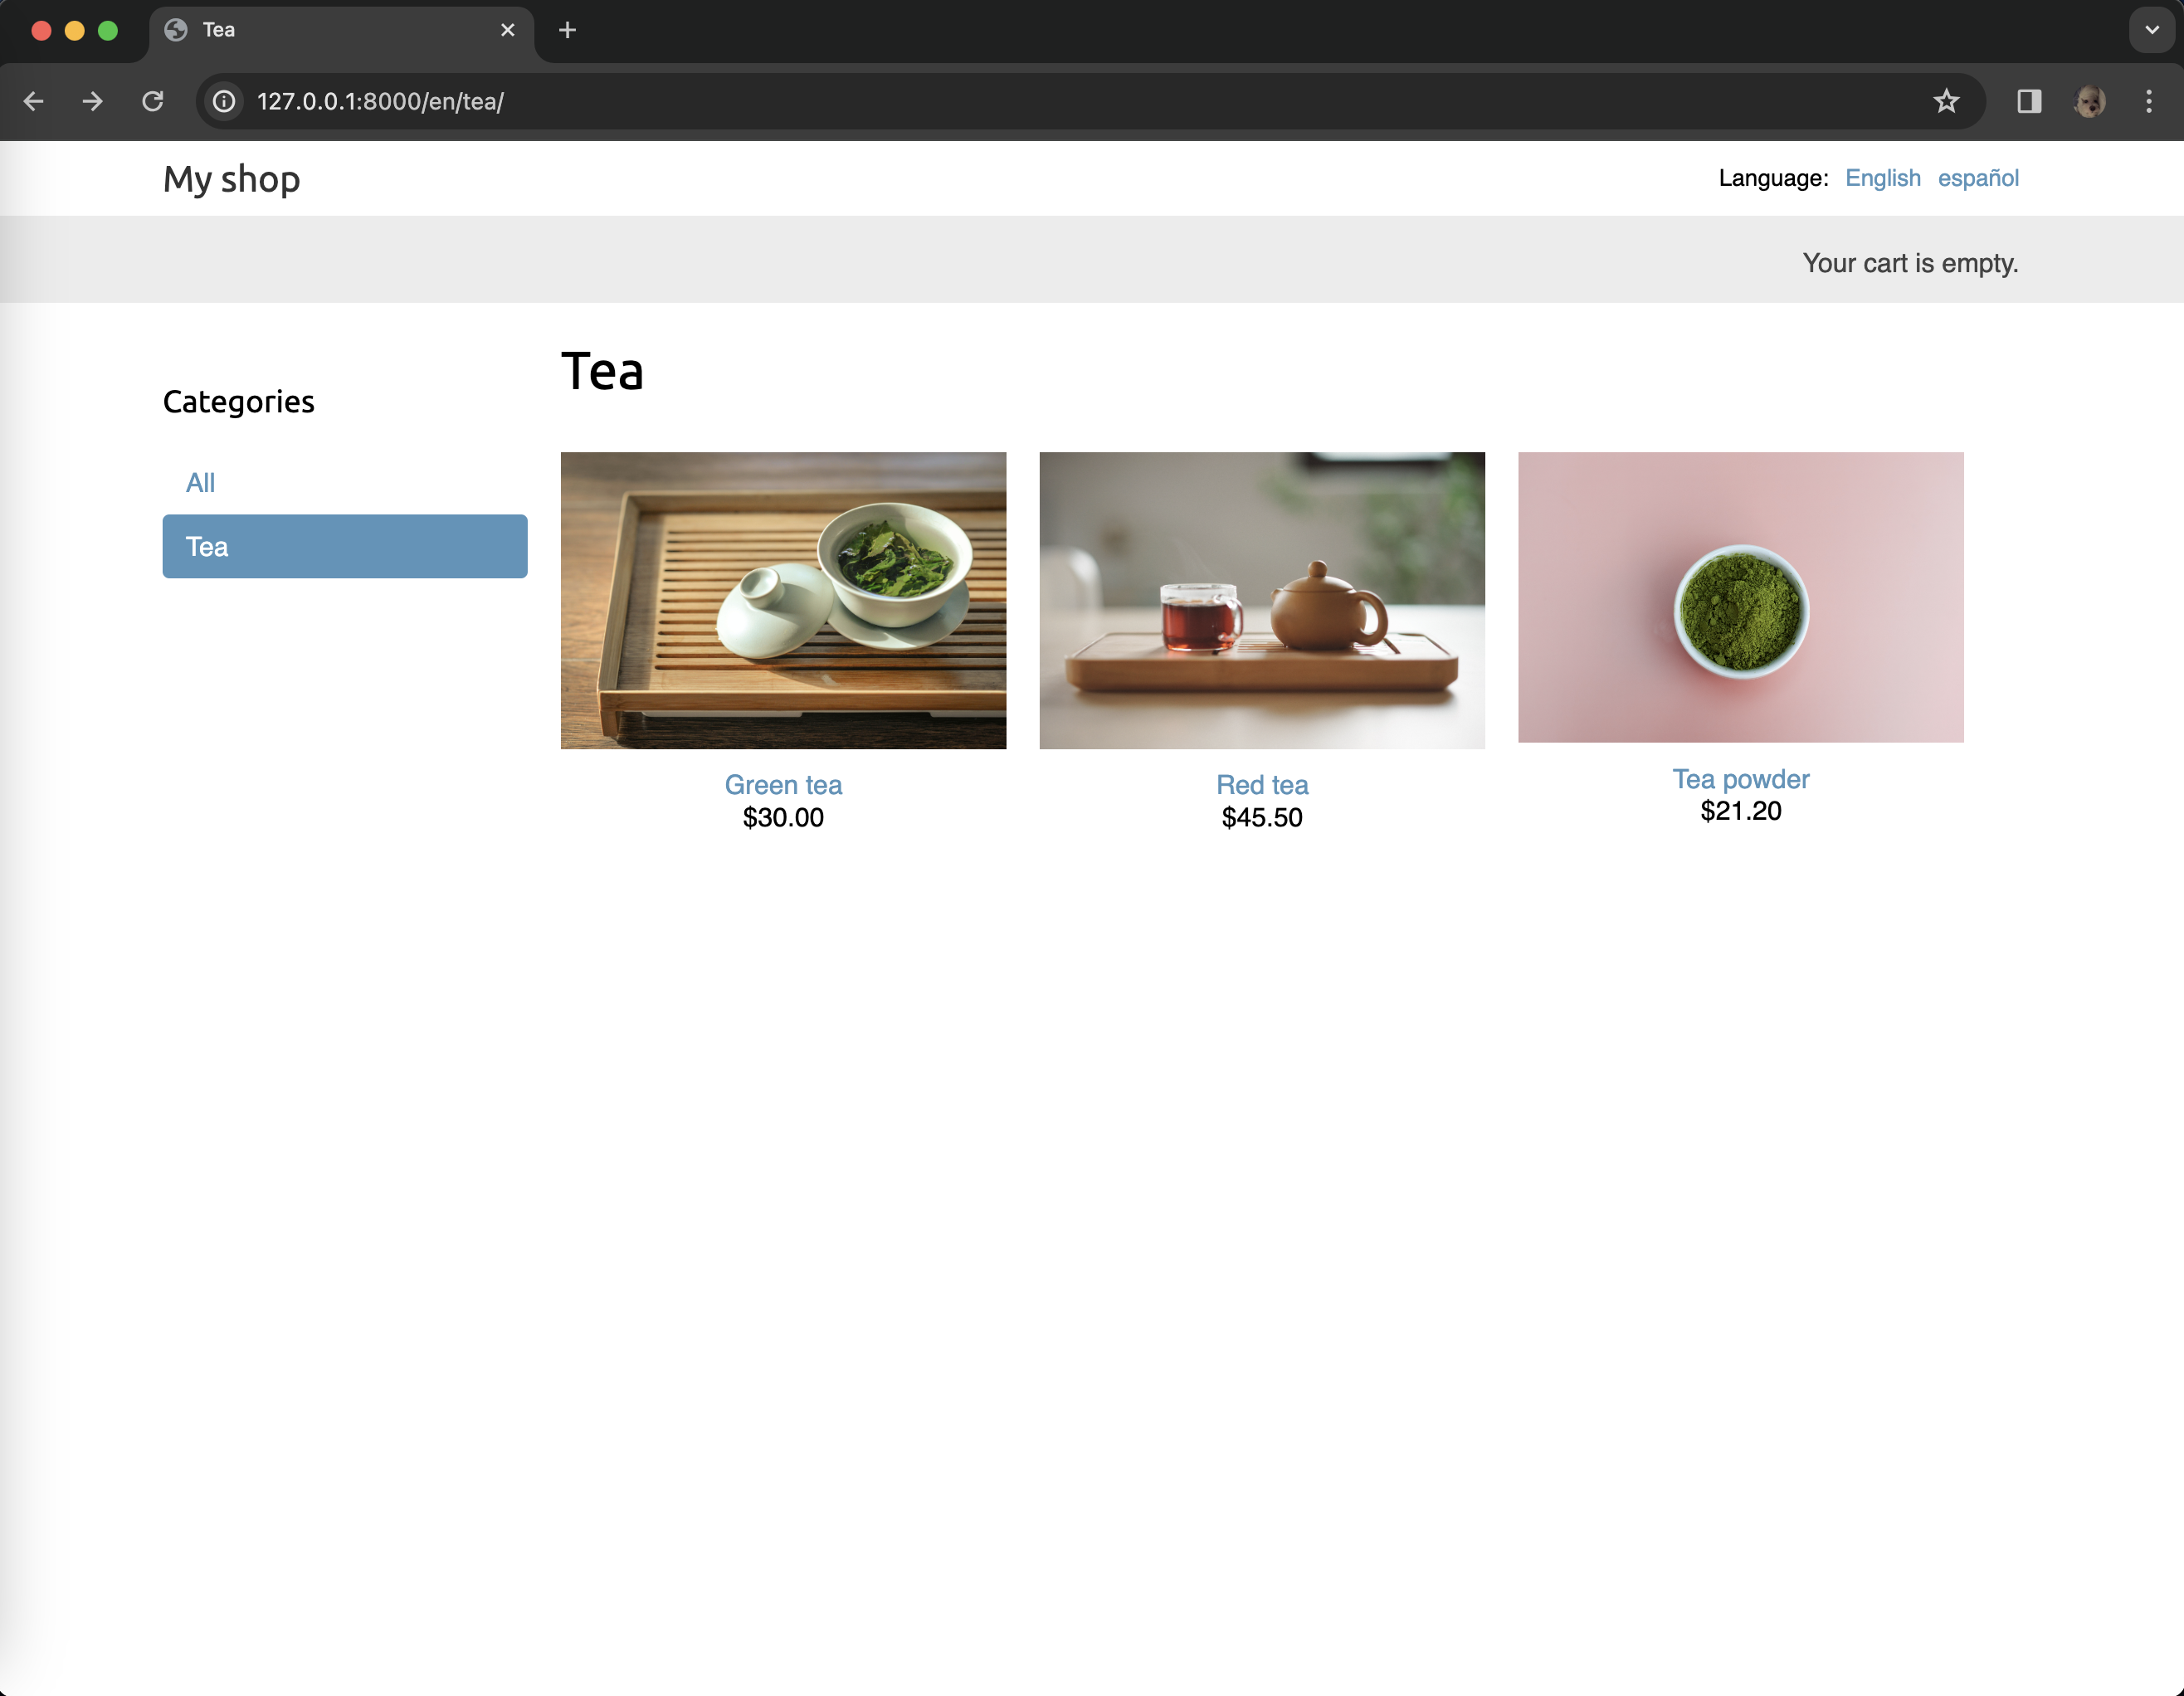 Tea
127.0.0.1:8000/en/tea/
My shop
Language: English español
Your cart is empty.
Categories
All
Tea
Tea
Green tea
$30.00
Red tea
$45.50
Tea powder
$21.20